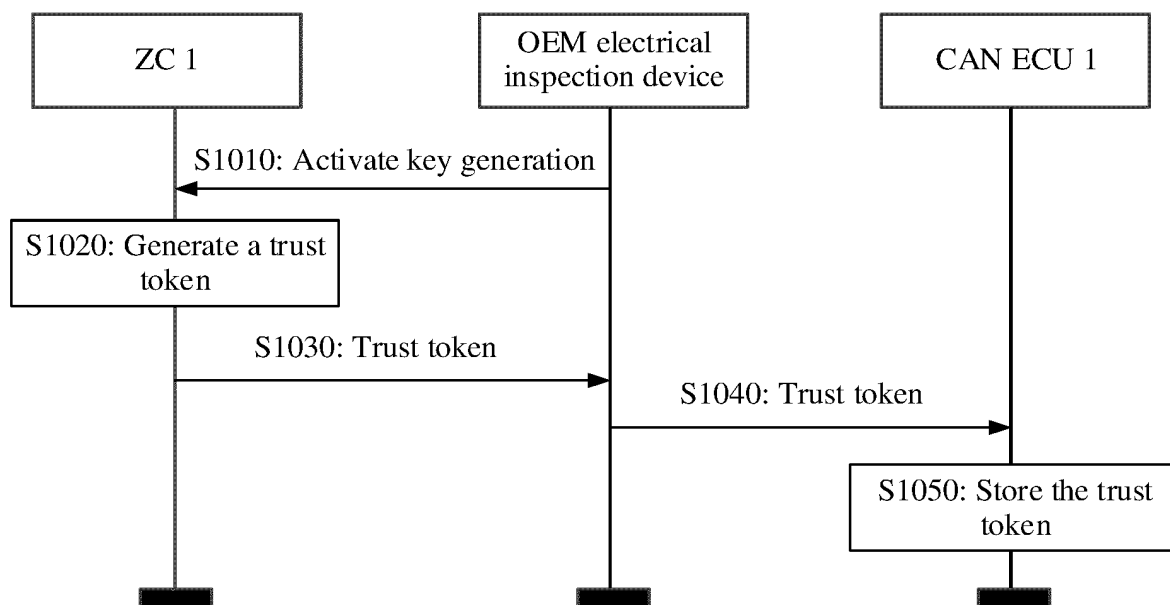 ZC 1
OEM electrical
inspection device
CAN ECU 1
S1010: Activate key generation
S1020: Generate a trust
token
S1030: Trust token
S1040: Trust token
S1050: Store the trust
token